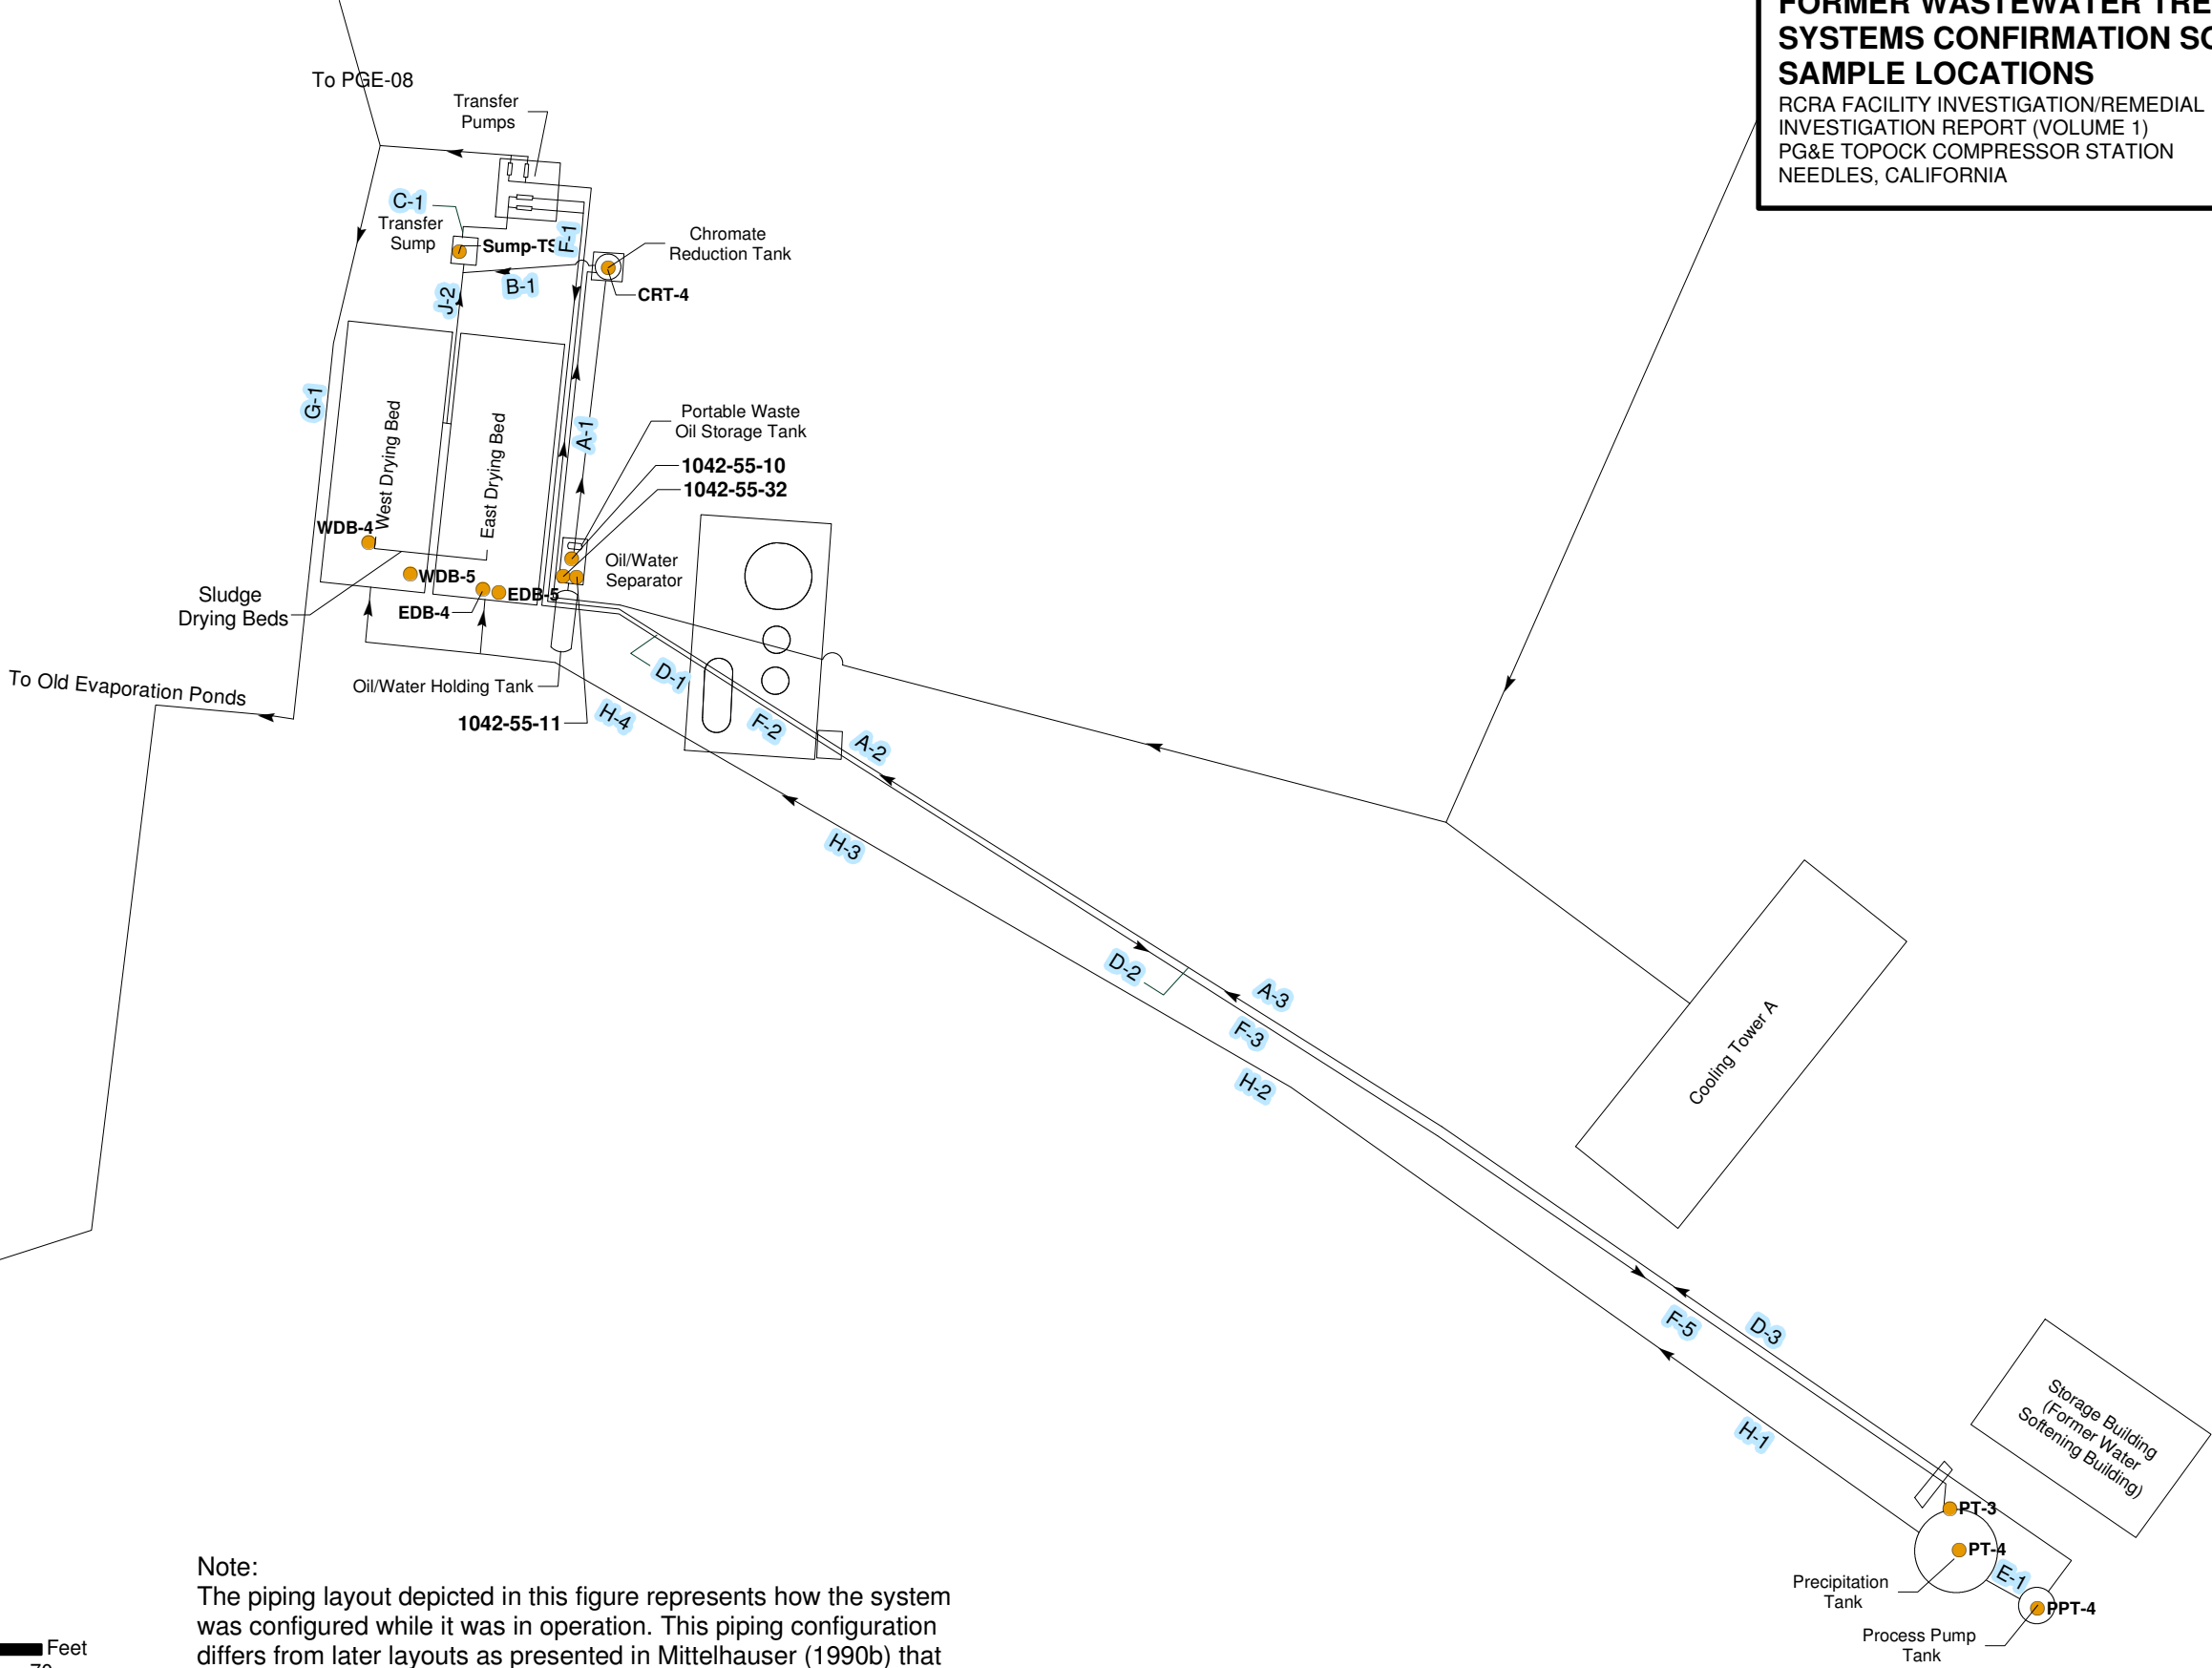 FORMER WASTEWATER TRE
SYSTEMS CONFIRMATION SO
SAMPLE LOCATIONS
RCRA FACILITY INVESTIGATION/REMEDIAL
INVESTIGATION REPORT (VOLUME 1)
PG&E TOPOCK COMPRESSOR STATION
NEEDLES, CALIFORNIA
To PGE-08
Transfer
Pumps
C-1
Transfer
Sump
Sump-TS
F-1
Chromate
Reduction Tank
B-1
J-2
CRT-4
G-1
West Drying Bed
East Drying Bed
A-1
Portable Waste
Oil Storage Tank
1042-55-10
1042-55-32
WDB-4
Oil/Water
Separator
WDB-5
EDB-5
EDB-4
Sludge
Drying Beds
D-1
To Old Evaporation Ponds
Oil/Water Holding Tank
1042-55-11
H-4
F-2
A-2
H-3
D-2
A-3
F-3
H-2
Cooling Tower A
F-5
D-3
H-1
Storage Building
(Former Water
Softening Building)
PT-3
PT-4
E-1
Precipitation
Tank
PPT-4
Process Pump
Tank
Note:
The piping layout depicted in this figure represents how the system
was configured while it was in operation. This piping configuration
differs from later layouts as presented in Mittelhauser (1990b) that
Feet